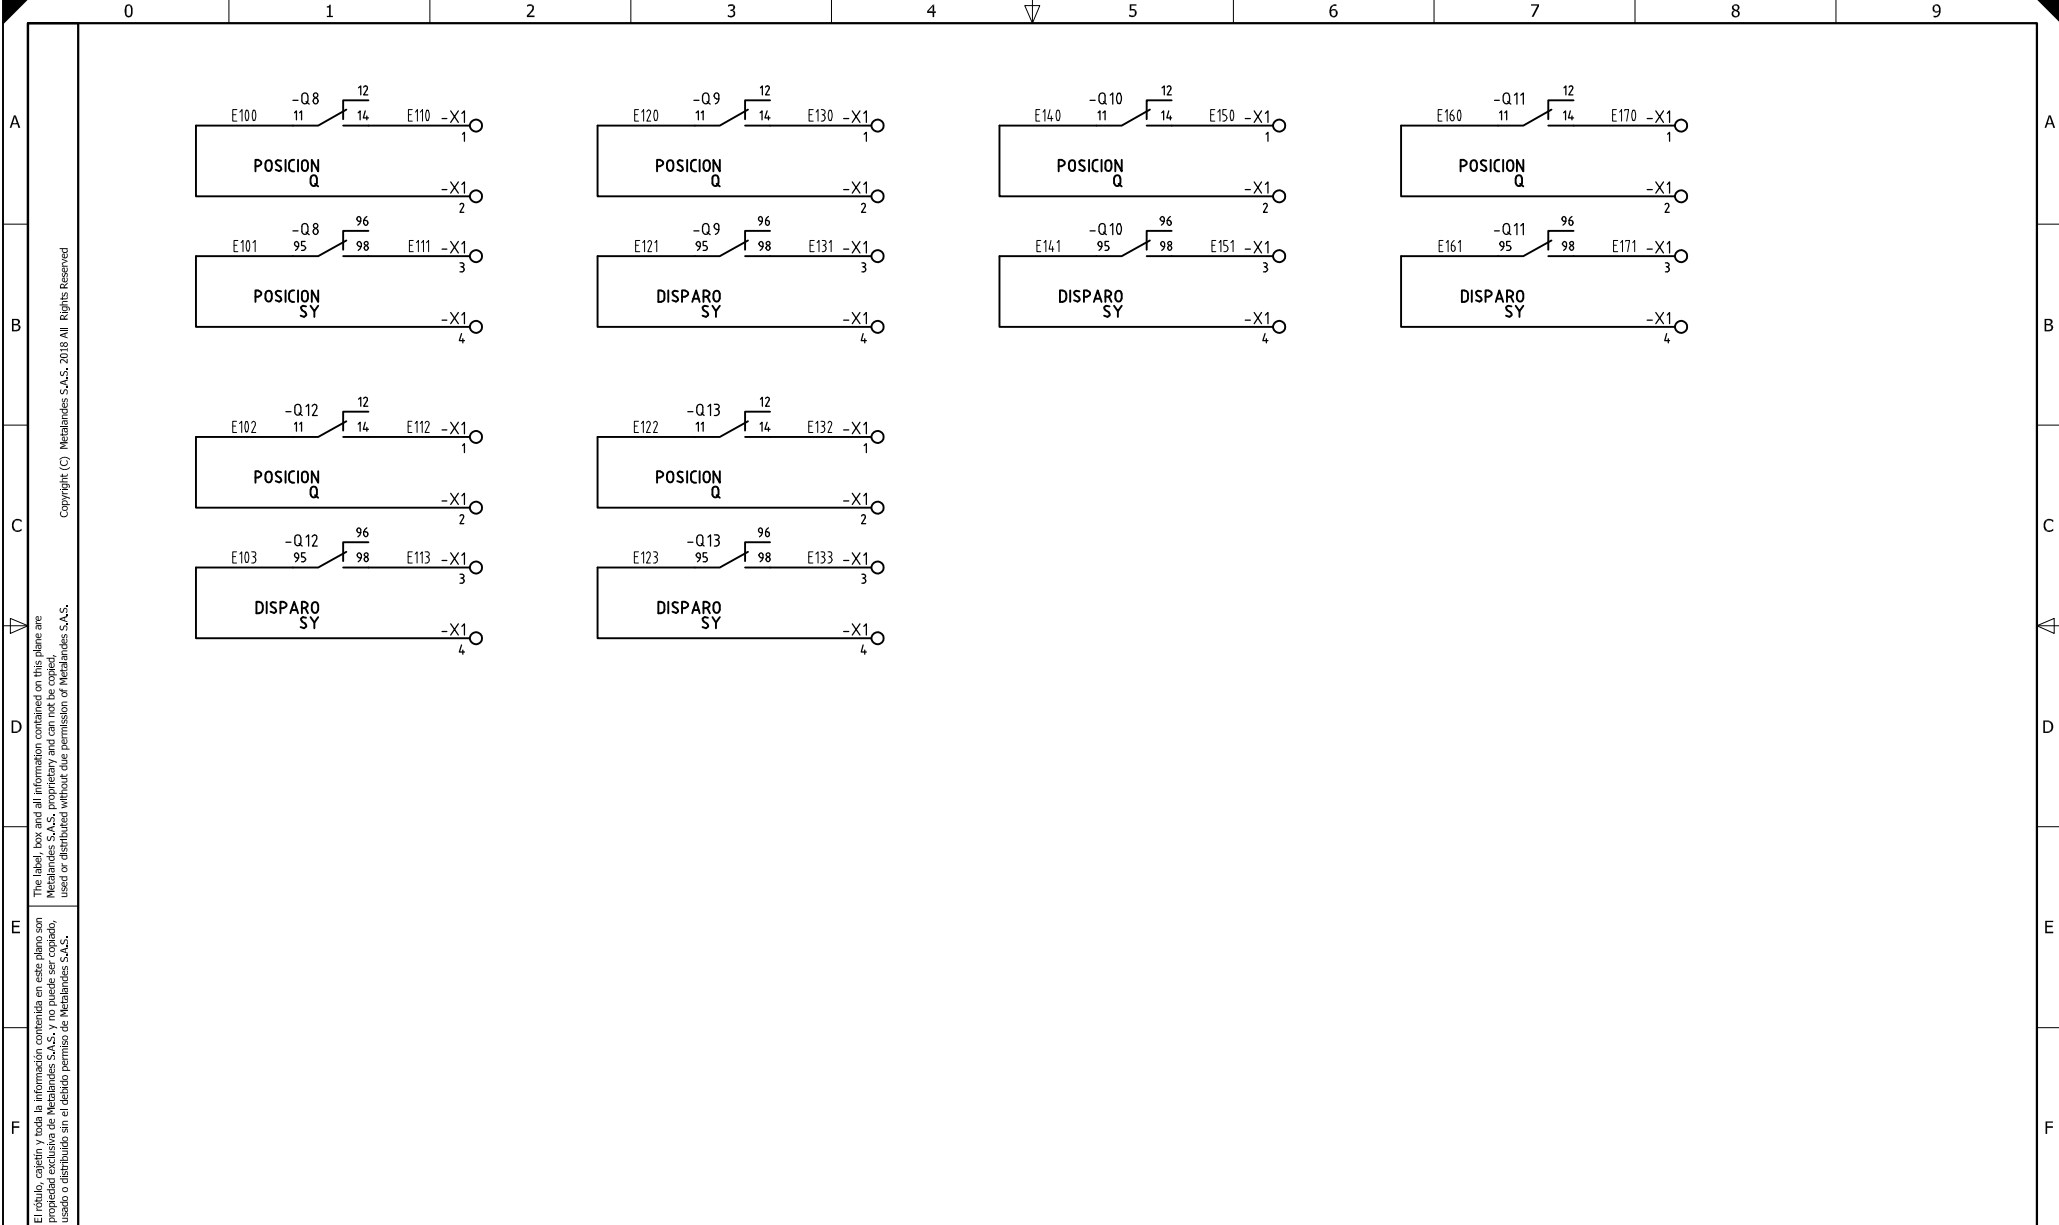 0 1 2 3 4 5 6 7 8 9
A A
B B
C C
D D
E E
F F
-Q8 12
E100 11 14 E110 -X1
1
POSICION
Q
-X1
2
-Q8 96
E101 95 98 E111 -X1
3
POSICION
SY
-X1
4
-Q9 12
E120 11 14 E130 -X1
1
POSICION
Q
-X1
2
-Q9 96
E121 95 98 E131 -X1
3
DISPARO
SY
-X1
4
-Q10 12
E140 11 14 E150 -X1
1
POSICION
Q
-X1
2
-Q10 96
E141 95 98 E151 -X1
3
DISPARO
SY
-X1
4
-Q11 12
E160 11 14 E170 -X1
1
POSICION
Q
-X1
2
-Q11 96
E161 95 98 E171 -X1
3
DISPARO
SY
-X1
4
-Q12 12
E102 11 14 E112 -X1
1
POSICION
Q
-X1
2
-Q12 96
E103 95 98 E113 -X1
3
DISPARO
SY
-X1
4
-Q13 12
E122 11 14 E132 -X1
1
POSICION
Q
-X1
2
-Q13 96
E123 95 98 E133 -X1
3
DISPARO
SY
-X1
4
The label, box and all information contained on this plane are
Metalandes S.A.S. proprietary and can not be copied,
used or distributed without due permission of Metalandes S.A.S.
Copyright (C) Metalandes S.A.S. 2018 All Rights Reserved
El rótulo, cajetín y toda la información contenida en este plano son
propiedad exclusiva de Metalandes S.A.S. y no puede ser copiado,
usado o distribuido sin el debido permiso de Metalandes S.A.S.